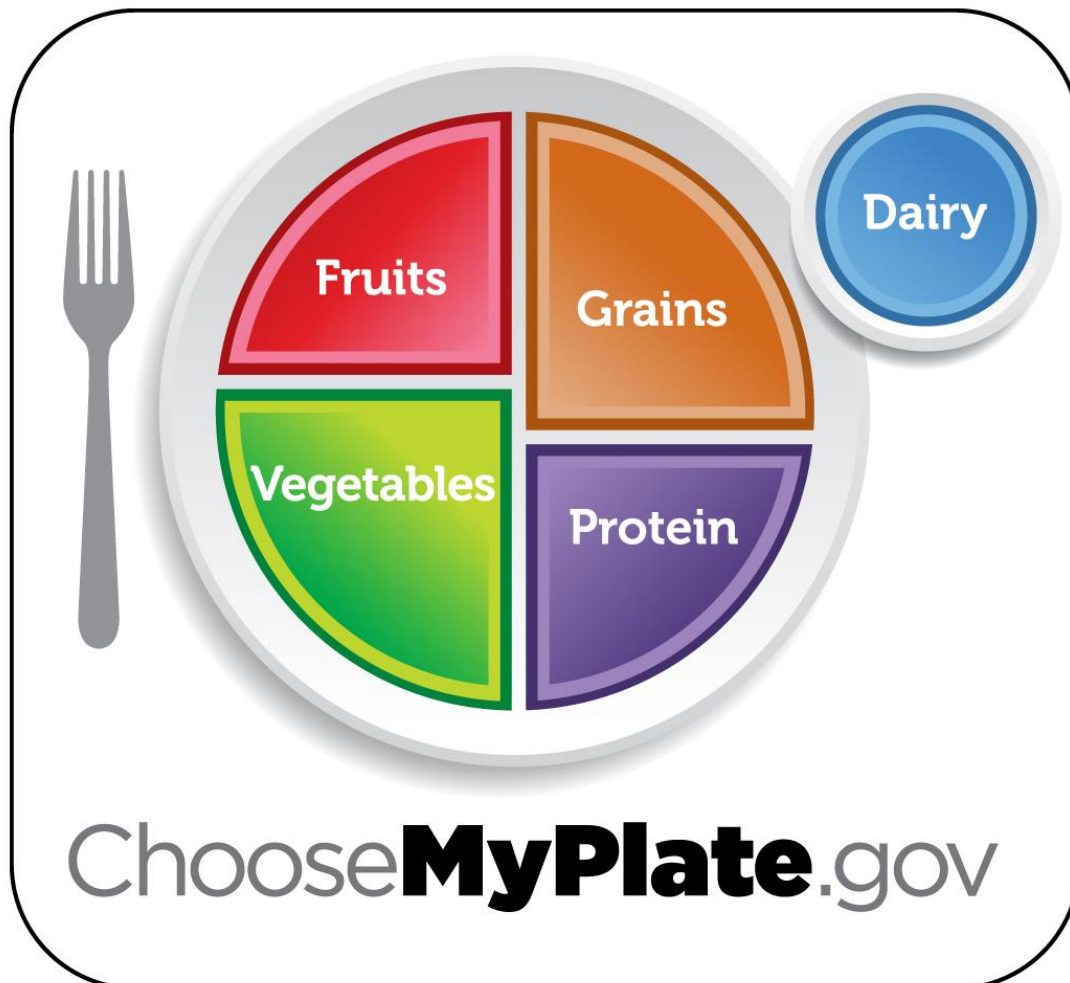 Fruits
Grains
Dairy
Vegetables
Protein
ChooseMyPlate.gov